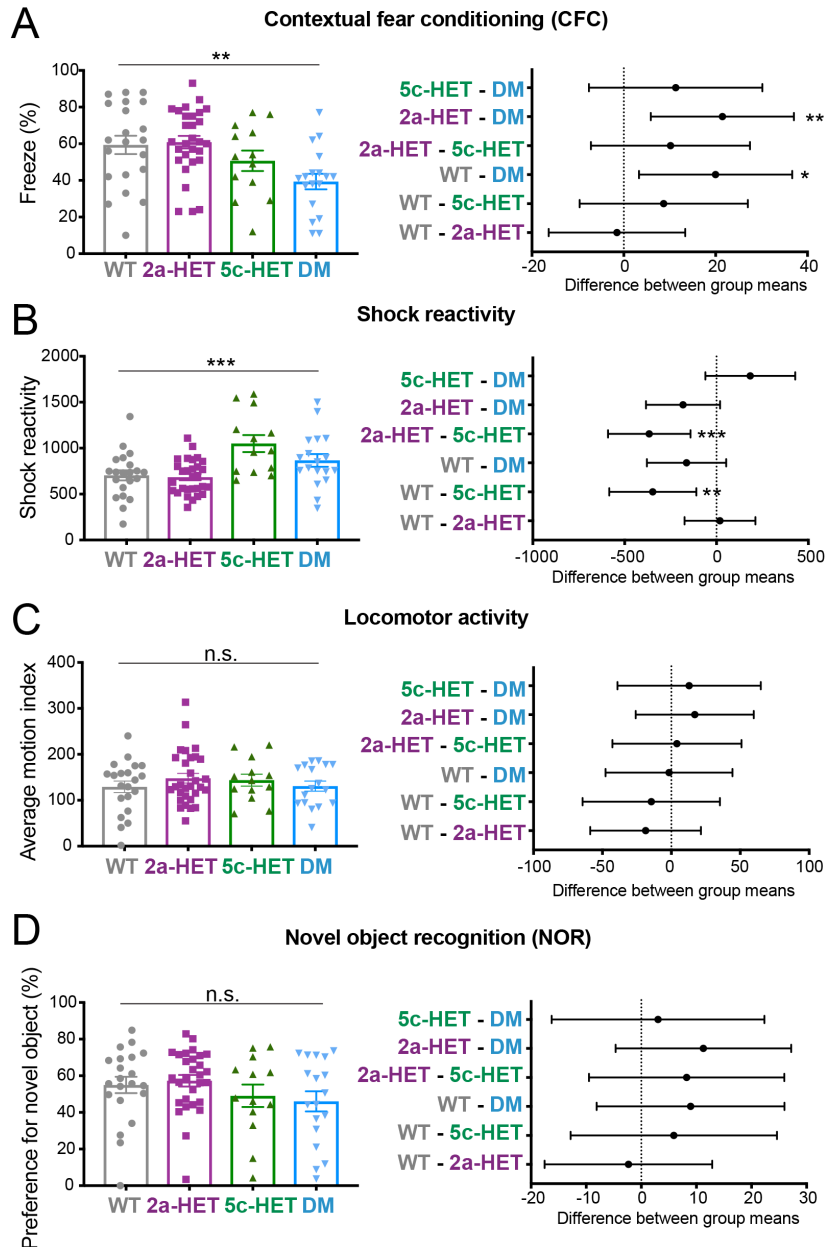 A
Contextual fear conditioning (CFC)
**
Freeze (%)
100
80
60
40
20
0
WT 2a-HET 5c-HET DM
5c-HET - DM
2a-HET - DM
**
2a-HET - 5c-HET
WT - DM
*
WT - 5c-HET
WT - 2a-HET
-20 0 20 40
Difference between group means
B
Shock reactivity
***
Shock reactivity
2000
1500
1000
500
0
WT 2a-HET 5c-HET DM
5c-HET - DM
2a-HET - DM
2a-HET - 5c-HET
***
WT - DM
WT - 5c-HET
**
WT - 2a-HET
-1000 -500 0 500
Difference between group means
C
Locomotor activity
n.s.
Average motion index
400
300
200
100
0
WT 2a-HET 5c-HET DM
5c-HET - DM
2a-HET - DM
2a-HET - 5c-HET
WT - DM
WT - 5c-HET
WT - 2a-HET
-100 -50 0 50 100
Difference between group means
D
Novel object recognition (NOR)
n.s.
Preference for novel object (%)
100
80
60
40
20
0
WT 2a-HET 5c-HET DM
5c-HET - DM
2a-HET - DM
2a-HET - 5c-HET
WT - DM
WT - 5c-HET
WT - 2a-HET
-20 -10 0 10 20 30
Difference between group means